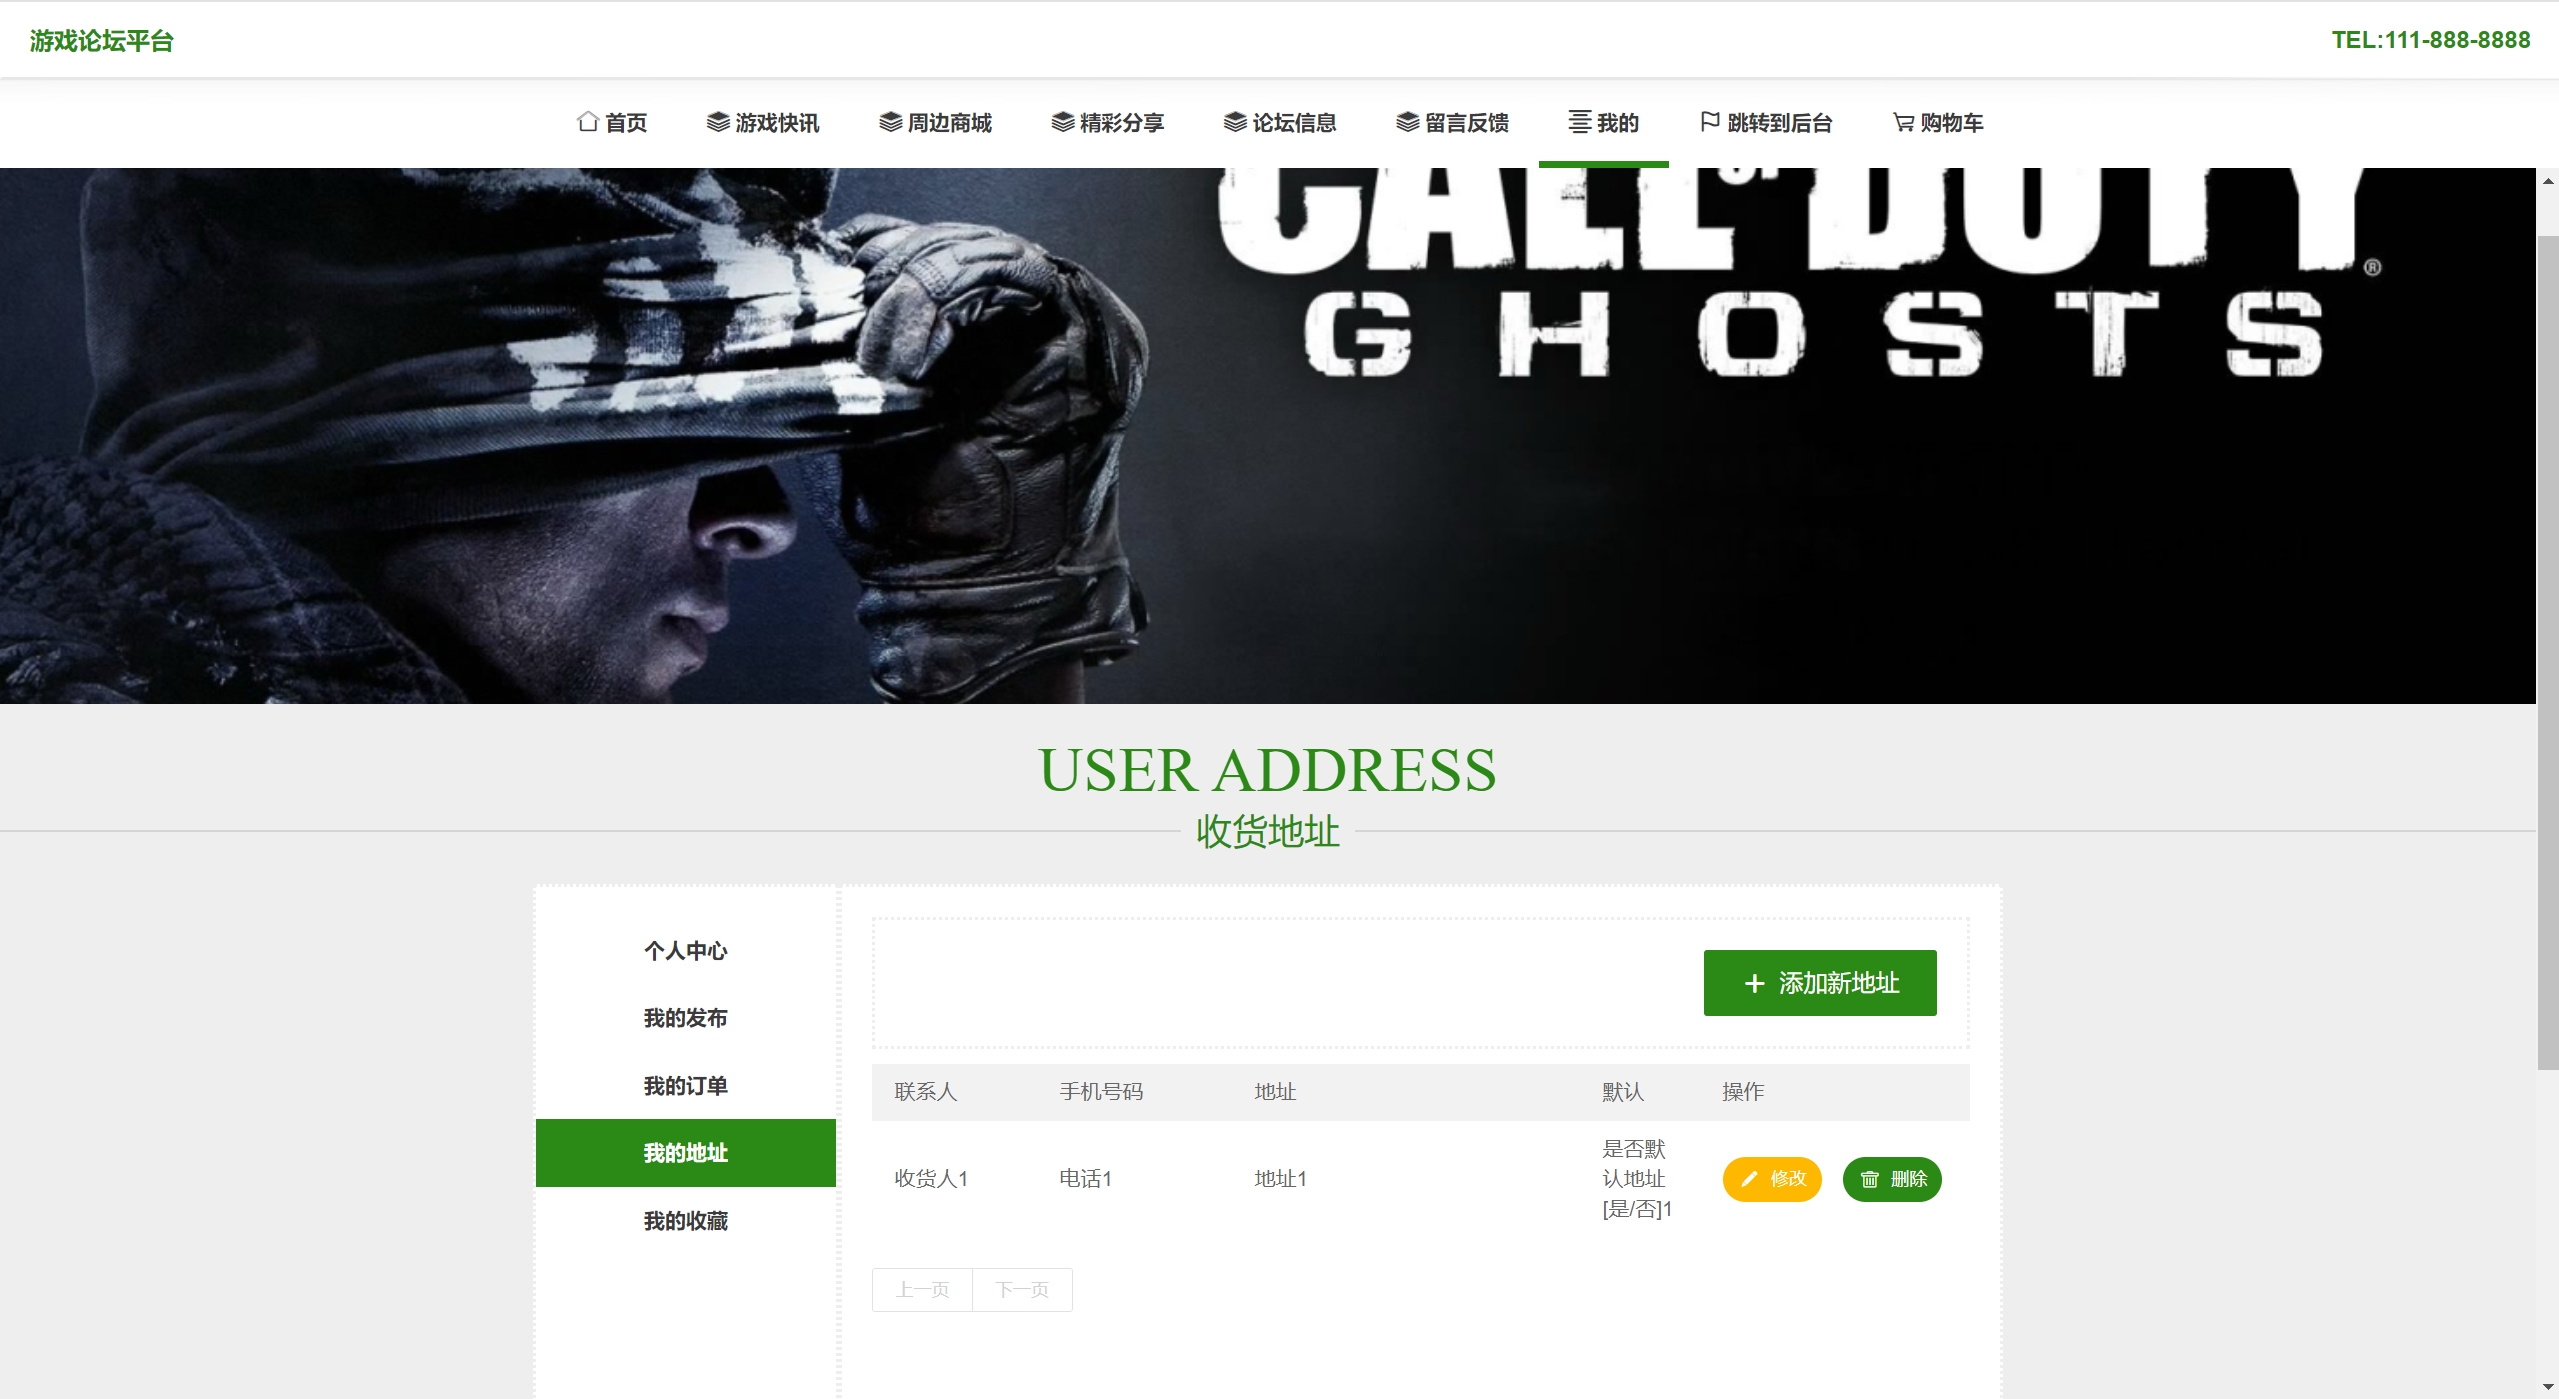 游戏论坛平台
TEL:111-888-8888
首页 游戏快讯 周边商城 精彩分享 论坛信息 留言反馈 我的 跳转到后台 购物车
CALL OF DUTY®
GHOSTS
USER ADDRESS
收货地址
个人中心
我的发布
我的订单
我的地址
我的收藏
添加新地址
联系人 手机号码 地址 默认 操作
收货人1 电话1 地址1
是否默
认地址
[是/否]1
修改 删除
上一页 下一页